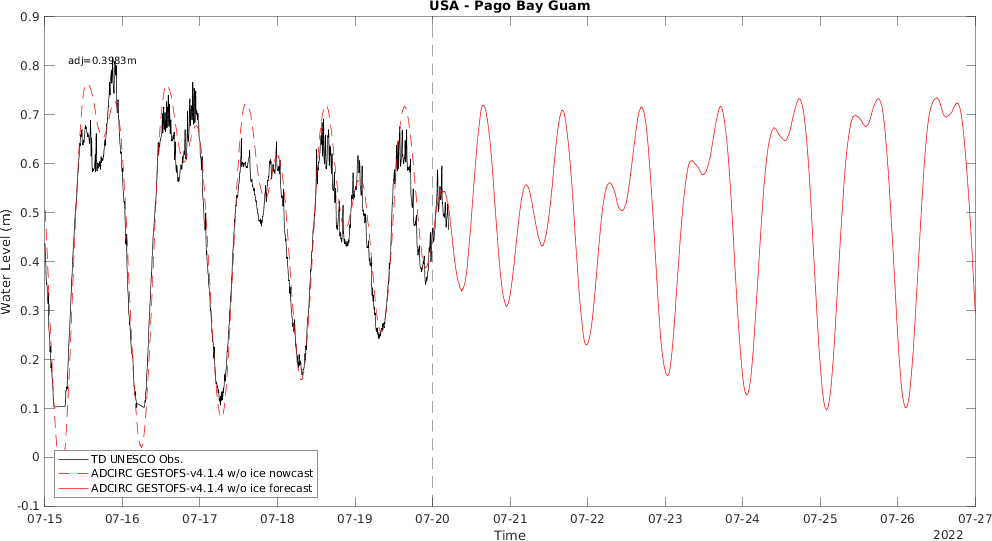 USA - Pago Bay Guam
0.9
0.8
0.7
0.6
0.5
0.4
0.3
0.2
0.1
0
-0.1
Water Level (m)
adj=0.3983m
TD UNESCO Obs.
ADCIRC GESTOFS-v4.1.4 w/o ice nowcast
ADCIRC GESTOFS-v4.1.4 w/o ice forecast
07-15 07-16 07-17 07-18 07-19 07-20 07-21 07-22 07-23 07-24 07-25 07-26 07-27
Time
2022